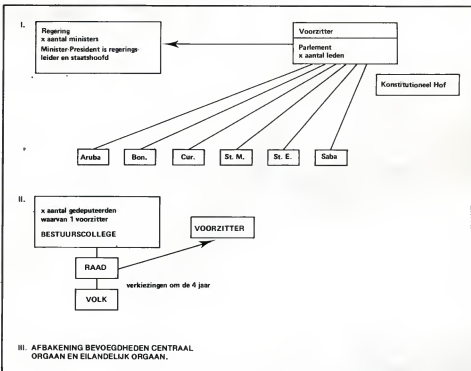 I.
Regering
x aantal ministers
Minister-President is regerings-
leider en staatshoofd
Voorzitter
Parlement
x aantal leden
Konstitutioneel Hof
Aruba
Bon.
Cur.
St. M.
St. E.
Saba
II.
x aantal gedeputeerden
waarvan 1 voorzitter
BESTUURSCOLLEGE
VOORZITTER
RAAD
verkiezingen om de 4 jaar
VOLK
III. AFBAKENING BEVOEGDHEDEN CENTRAAL
ORGAAN EN EILANDELIJK ORGAAN.